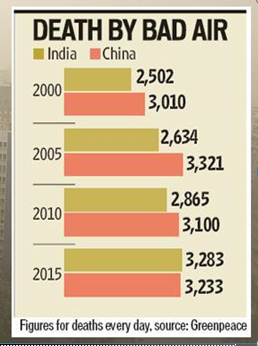 DEATH BY BAD AIR
India China
2000 2,502
3,010
2005 2,634
3,321
2010 2,865
3,100
2015 3,283
3,233
Figures for deaths every day, source: Greenpeace